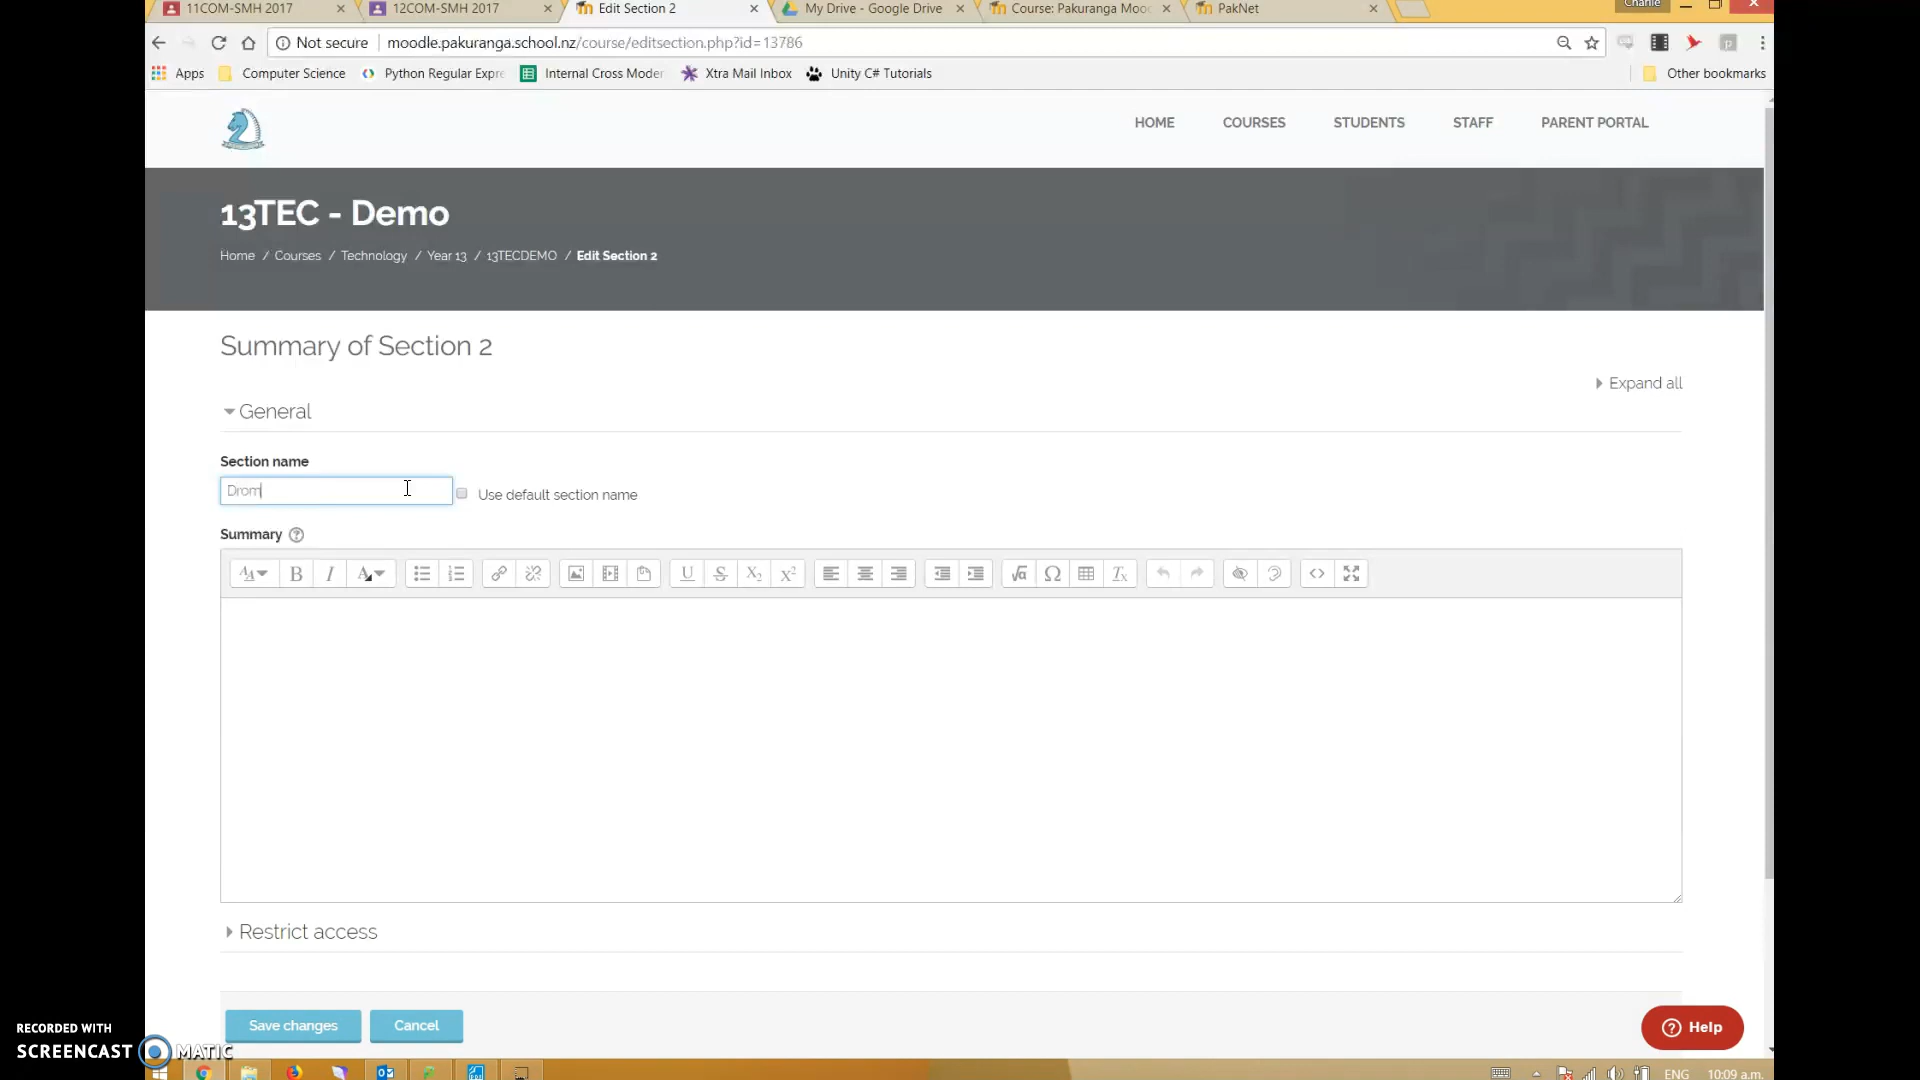 11COM-SMH 2017
12COM-SMH 2017
Edit Section 2
My Drive - Google Drive
Course: Pakuranga Mood
PakNet
Charlie
Not secure
moodle.pakuranga.school.nz/course/editsection.php?id=13786
Apps
Computer Science
Python Regular Expre
Internal Cross Moder
Xtra Mail Inbox
Unity C# Tutorials
Other bookmarks
HOME
COURSES
STUDENTS
STAFF
PARENT PORTAL
13TEC - Demo
Home / Courses / Technology / Year 13 / 13TECDEMO / Edit Section 2
Summary of Section 2
Expand all
General
Section name
Drom
Use default section name
Summary
Restrict access
Save changes
Cancel
Help
RECORDED WITH
SCREENCAST MATIC
ENG
10:09 a.m.